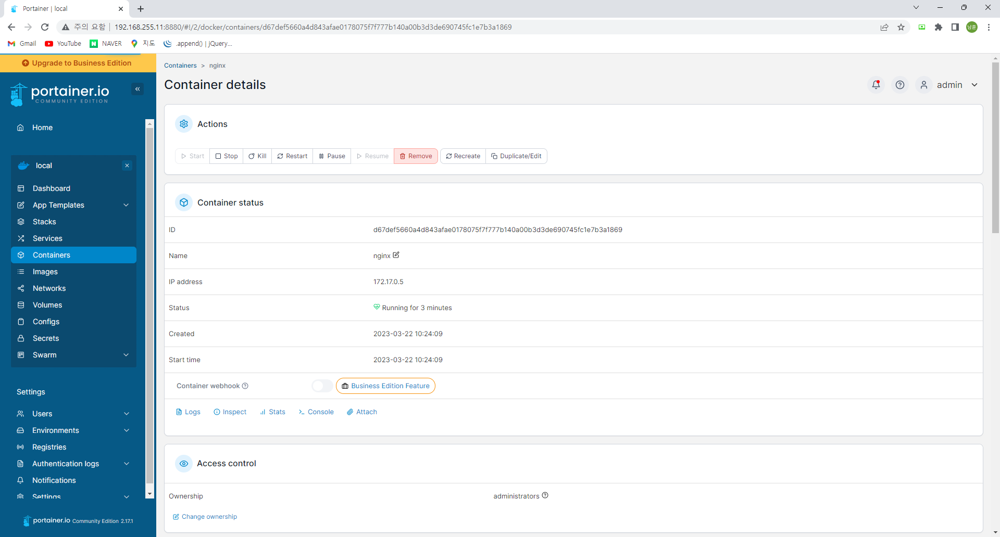 Portainer | local
주의 요함 192.168.255.11:8880/#!/2/docker/containers/d67def5660a4d843afae0178075f7f777b140a00b3d3de690745fc1e7b3a1869
남훈
Gmail YouTube NAVER 지도 .append() | jQuery...
Upgrade to Business Edition
portainer.io
COMMUNITY EDITION
Home
local
Dashboard
App Templates
Stacks
Services
Containers
Images
Networks
Volumes
Configs
Secrets
Swarm
Settings
Users
Environments
Registries
Authentication logs
Notifications
Settings
portainer.io Community Edition 2.17.1
Containers > nginx
Container details
admin
Actions
Start Stop Kill Restart Pause Resume Remove Recreate Duplicate/Edit
Container status
ID d67def5660a4d843afae0178075f7f777b140a00b3d3de690745fc1e7b3a1869
Name nginx
IP address 172.17.0.5
Status Running for 3 minutes
Created 2023-03-22 10:24:09
Start time 2023-03-22 10:24:09
Container webhook Business Edition Feature
Logs Inspect Stats Console Attach
Access control
Ownership administrators
Change ownership